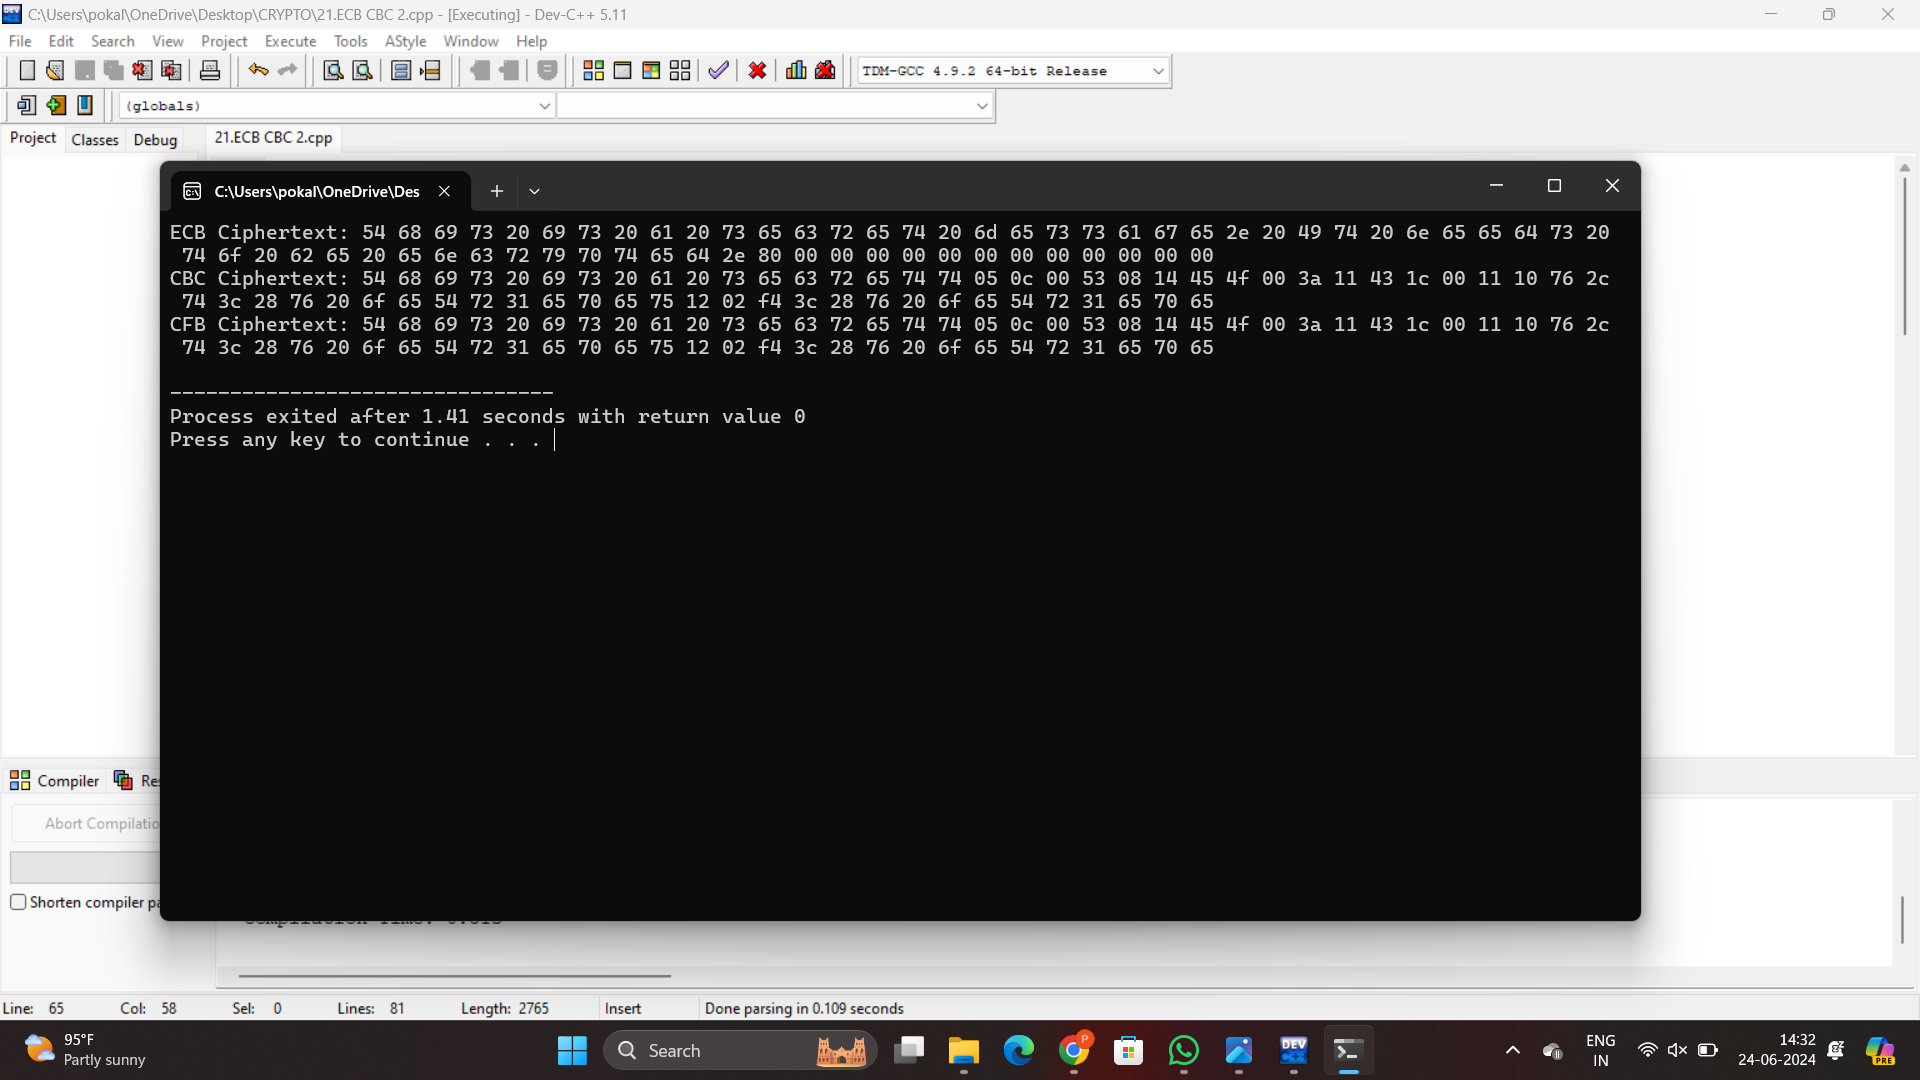 C:\Users\pokal\OneDrive\Desktop\CRYPTO\21.ECB CBC 2.cpp - [Executing] - Dev-C++ 5.11
File Edit Search View Project Execute Tools AStyle Window Help
TDM-GCC 4.9.2 64-bit Release
(globals)
Project Classes Debug 21.ECB CBC 2.cpp
C:\Users\pokal\OneDrive\Des
ECB Ciphertext: 54 68 69 73 20 69 73 20 61 20 73 65 63 72 65 74 20 6d 65 73 73 61 67 65 2e 20 49 74 20 6e 65 65 64 73 20
74 6f 20 62 65 20 65 6e 63 72 79 70 74 65 64 2e 80 00 00 00 00 00 00 00 00 00 00 00 00
CBC Ciphertext: 54 68 69 73 20 69 73 20 61 20 73 65 63 72 65 74 74 05 0c 00 53 08 14 45 4f 00 3a 11 43 1c 00 11 10 76 2c
74 3c 28 76 20 6f 65 54 72 31 65 70 65 75 12 02 f4 3c 28 76 20 6f 65 54 72 31 65 70 65
CFB Ciphertext: 54 68 69 73 20 69 73 20 61 20 73 65 63 72 65 74 74 05 0c 00 53 08 14 45 4f 00 3a 11 43 1c 00 11 10 76 2c
74 3c 28 76 20 6f 65 54 72 31 65 70 65 75 12 02 f4 3c 28 76 20 6f 65 54 72 31 65 70 65
--------------------------------
Process exited after 1.41 seconds with return value 0
Press any key to continue . . .
Compiler
Abort Compilatio
Shorten compiler pa
Line: 65 Col: 58 Sel: 0 Lines: 81 Length: 2765 Insert Done parsing in 0.109 seconds
95°F
Partly sunny
Search
DEV
P
ENG
IN
14:32
24-06-2024
PRE